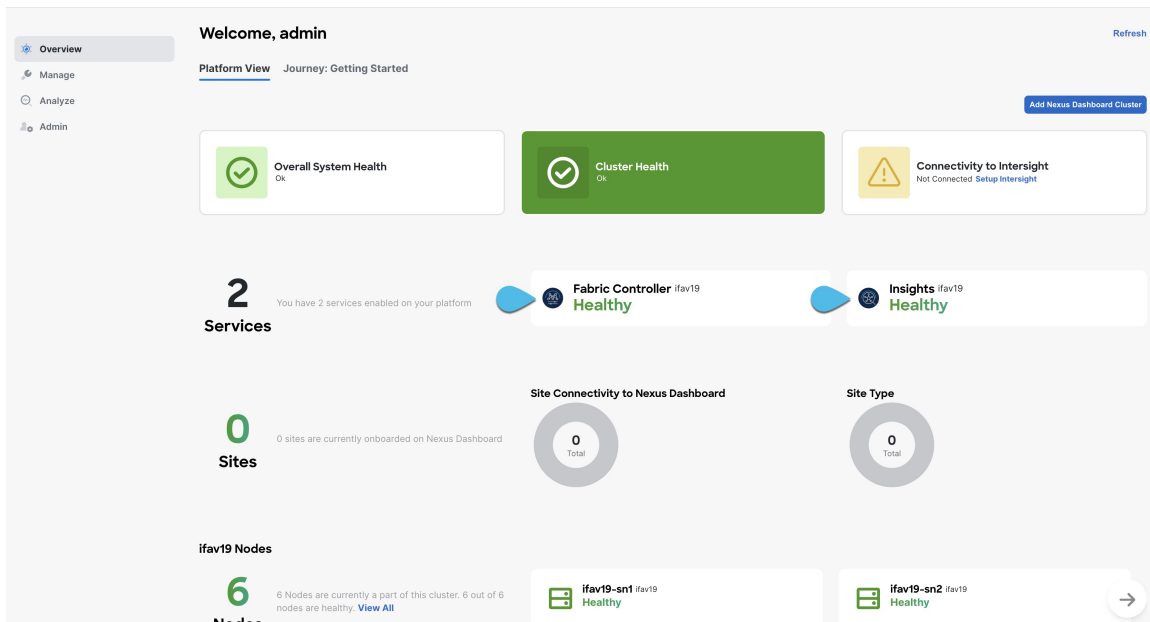 Welcome, admin
Refresh
Overview
Manage
Analyze
Admin
Platform View
Journey: Getting Started
Add Nexus Dashboard Cluster
Overall System Health
Ok
Cluster Health
Ok
Connectivity to Intersight
Not Connected Setup Intersight
2
Services
You have 2 services enabled on your platform
Fabric Controller ifav19
Healthy
Insights ifav19
Healthy
0
Sites
0 sites are currently onboarded on Nexus Dashboard
Site Connectivity to Nexus Dashboard
0
Total
Site Type
0
Total
ifav19 Nodes
6
Nodes
6 Nodes are currently a part of this cluster. 6 out of 6
nodes are healthy. View All
ifav19-sn1 ifav19
Healthy
ifav19-sn2 ifav19
Healthy